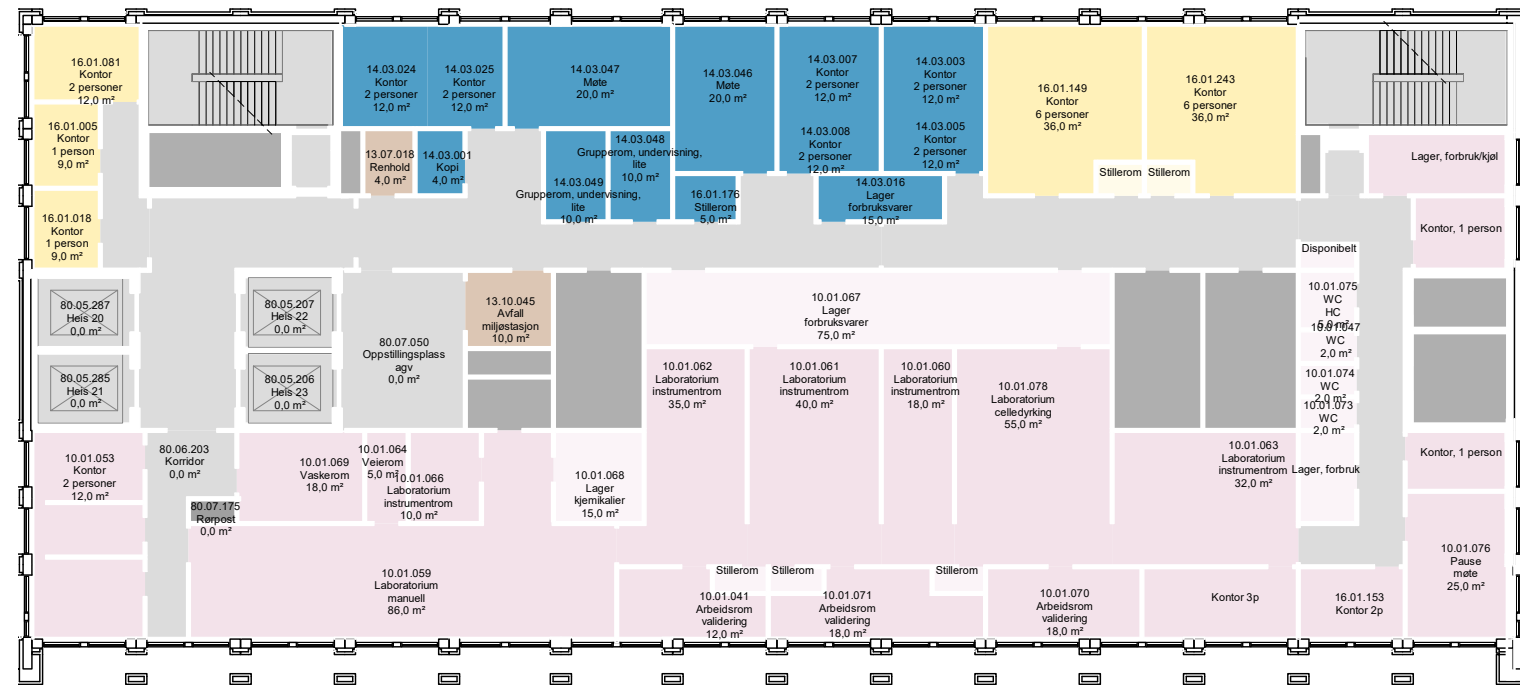 16.01.081
Kontor
2 personer
12,0 m²
16.01.005
Kontor
1 person
9,0 m²
16.01.018
Kontor
1 person
9,0 m²
14.03.024
Kontor
2 personer
12,0 m²
14.03.025
Kontor
2 personer
12,0 m²
14.03.047
Møte
20,0 m²
14.03.046
Møte
20,0 m²
14.03.007
Kontor
2 personer
12,0 m²
14.03.008
Kontor
2 personer
12,0 m²
14.03.003
Kontor
2 personer
12,0 m²
14.03.005
Kontor
2 personer
12,0 m²
16.01.149
Kontor
6 personer
36,0 m²
16.01.243
Kontor
6 personer
36,0 m²
Stillerom
Stillerom
Lager, forbruk/kjøl
Kontor, 1 person
13.07.018
Renhold
4,0 m²
14.03.001
Kopi
4,0 m²
14.03.048
Grupperom, undervisning,
lite
10,0 m²
14.03.049
Grupperom, undervisning,
lite
10,0 m²
16.01.176
Stillerom
5,0 m²
14.03.016
Lager
forbruksvarer
15,0 m²
Disponibelt
10.01.075
WC
HC
5,0 m²
10.01.047
WC
2,0 m²
10.01.074
WC
2,0 m²
10.01.073
WC
2,0 m²
80.05.287
Heis 20
0,0 m²
80.05.285
Heis 21
0,0 m²
80.05.207
Heis 22
0,0 m²
80.05.206
Heis 23
0,0 m²
80.07.050
Oppstillingsplass
agv
0,0 m²
13.10.045
Avfall
miljøstasjon
10,0 m²
10.01.067
Lager
forbruksvarer
75,0 m²
10.01.062
Laboratorium
instrumentrom
35,0 m²
10.01.061
Laboratorium
instrumentrom
40,0 m²
10.01.060
Laboratorium
instrumentrom
18,0 m²
10.01.078
Laboratorium
celledyrking
55,0 m²
10.01.063
Laboratorium
instrumentrom
32,0 m²
Lager, forbruk
Kontor, 1 person
10.01.053
Kontor
2 personer
12,0 m²
80.06.203
Korridor
0,0 m²
80.07.175
Rørpost
0,0 m²
10.01.069
Vaskerom
18,0 m²
10.01.064
Veierom
5,0 m²
10.01.066
Laboratorium
instrumentrom
10,0 m²
10.01.068
Lager
kjemikalier
15,0 m²
10.01.059
Laboratorium
manuell
86,0 m²
Stillerom
Stillerom
Stillerom
10.01.041
Arbeidsrom
validering
12,0 m²
10.01.071
Arbeidsrom
validering
18,0 m²
10.01.070
Arbeidsrom
validering
18,0 m²
Kontor 3p
16.01.153
Kontor 2p
10.01.076
Pause
møte
25,0 m²